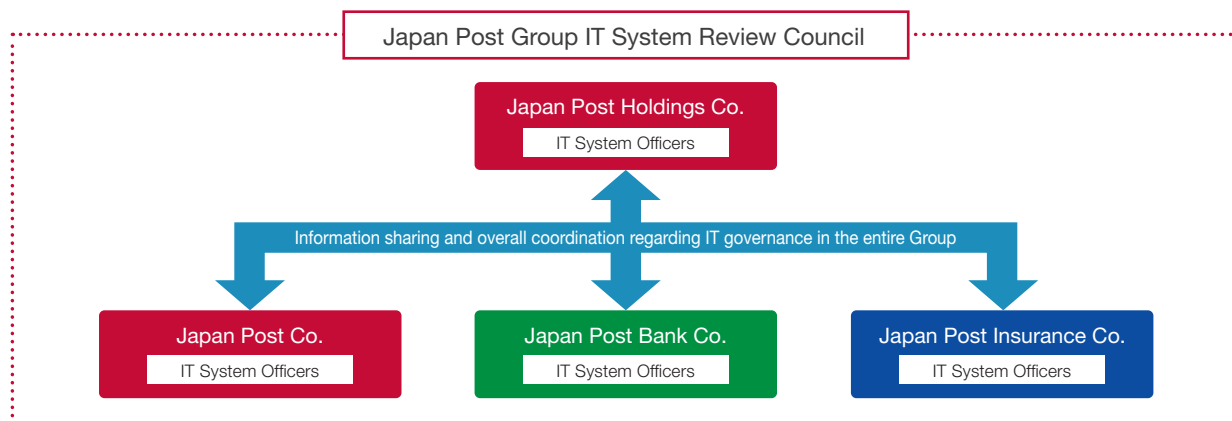 Japan Post Group IT System Review Council
Japan Post Holdings Co.
IT System Officers
Information sharing and overall coordination regarding IT governance in the entire Group
Japan Post Co.
IT System Officers
Japan Post Bank Co.
IT System Officers
Japan Post Insurance Co.
IT System Officers